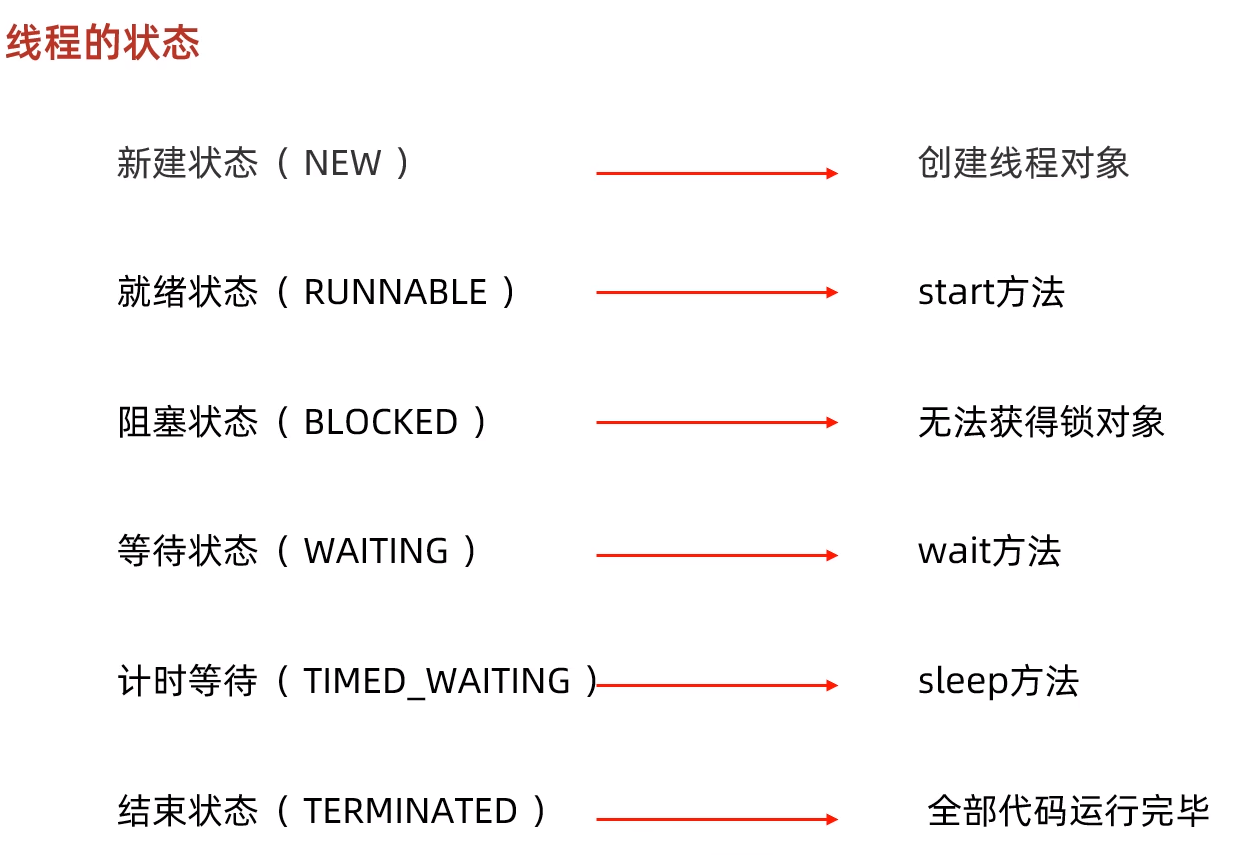 线程的状态
新建状态（ NEW ） 创建线程对象
就绪状态（ RUNNABLE ） start方法
阻塞状态（ BLOCKED ） 无法获得锁对象
等待状态（ WAITING ） wait方法
计时等待（ TIMED_WAITING ） sleep方法
结束状态（ TERMINATED ） 全部代码运行完毕